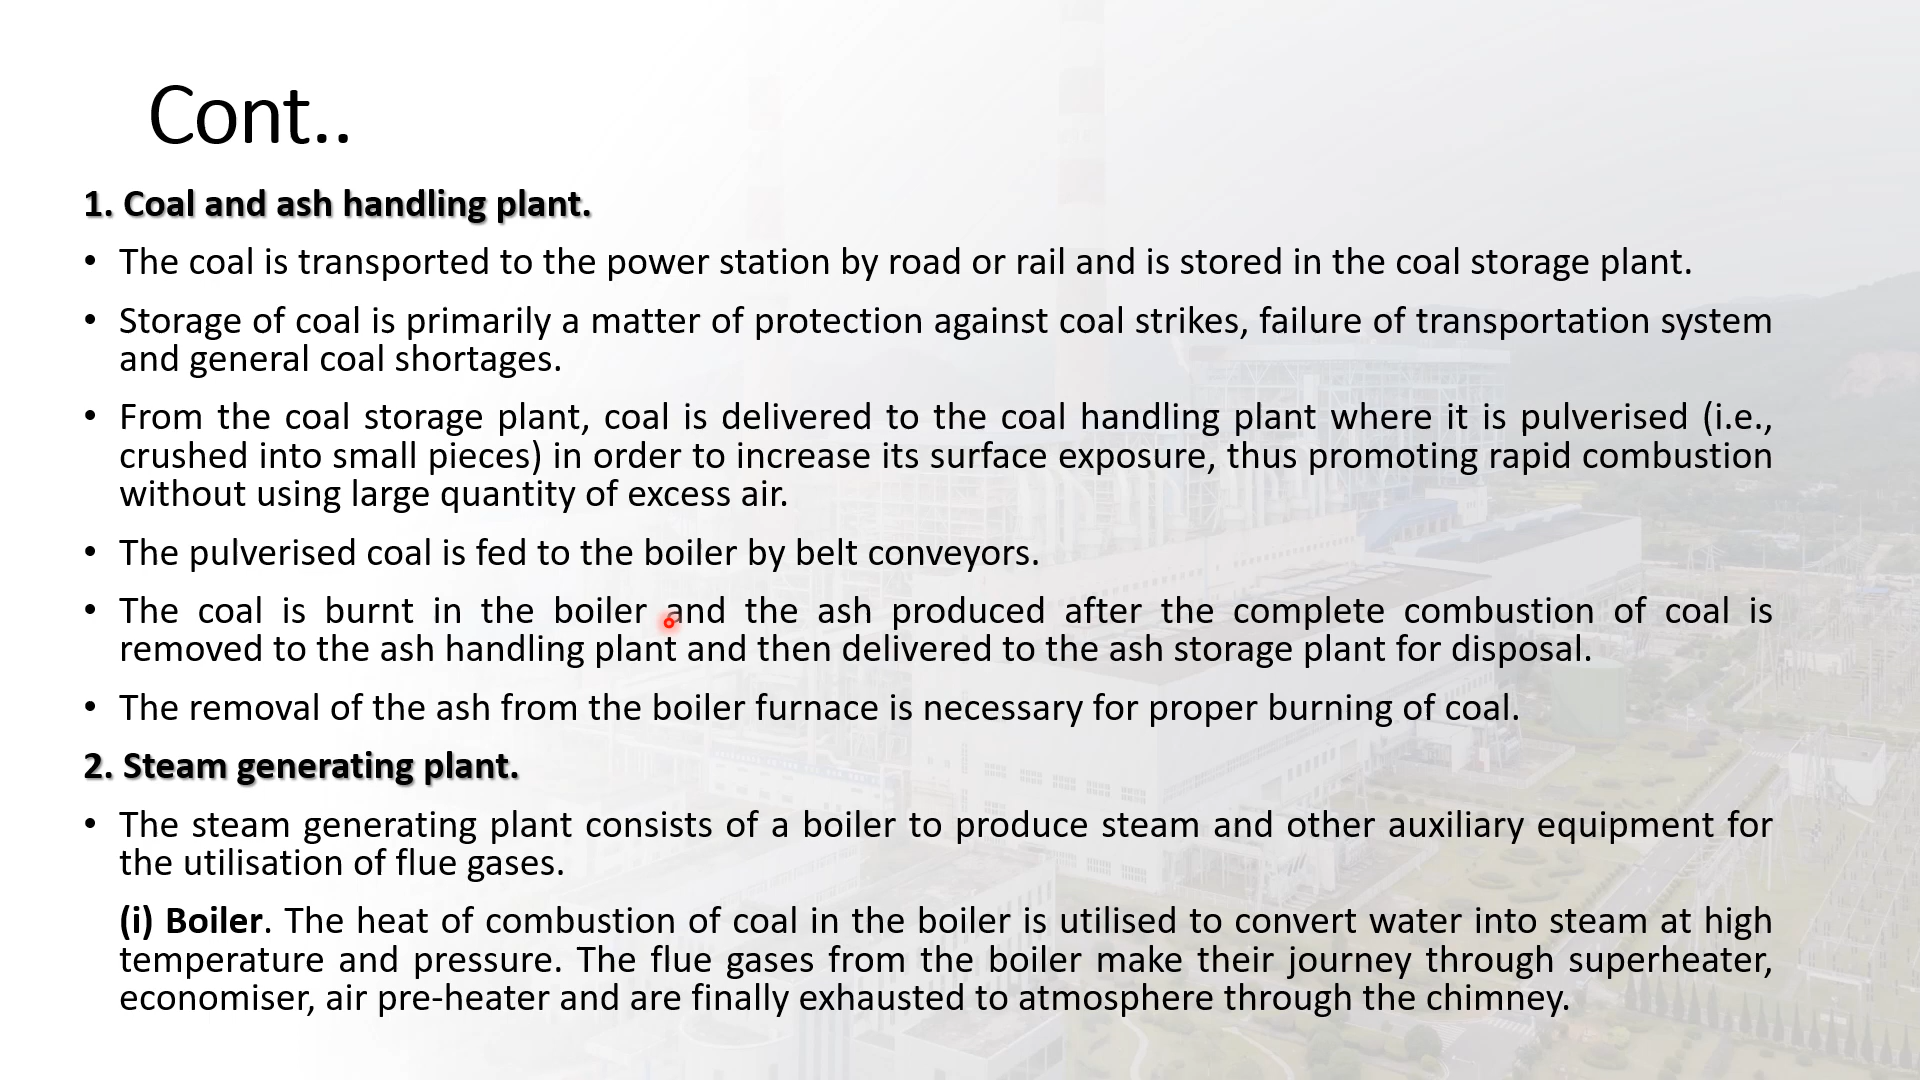 Cont..
1. Coal and ash handling plant.
• The coal is transported to the power station by road or rail and is stored in the coal storage plant.
• Storage of coal is primarily a matter of protection against coal strikes, failure of transportation system
and general coal shortages.
• From the coal storage plant, coal is delivered to the coal handling plant where it is pulverised (i.e.,
crushed into small pieces) in order to increase its surface exposure, thus promoting rapid combustion
without using large quantity of excess air.
• The pulverised coal is fed to the boiler by belt conveyors.
• The coal is burnt in the boiler and the ash produced after the complete combustion of coal is
removed to the ash handling plant and then delivered to the ash storage plant for disposal.
• The removal of the ash from the boiler furnace is necessary for proper burning of coal.
2. Steam generating plant.
• The steam generating plant consists of a boiler to produce steam and other auxiliary equipment for
the utilisation of flue gases.
(i) Boiler. The heat of combustion of coal in the boiler is utilised to convert water into steam at high
temperature and pressure. The flue gases from the boiler make their journey through superheater,
economiser, air pre-heater and are finally exhausted to atmosphere through the chimney.